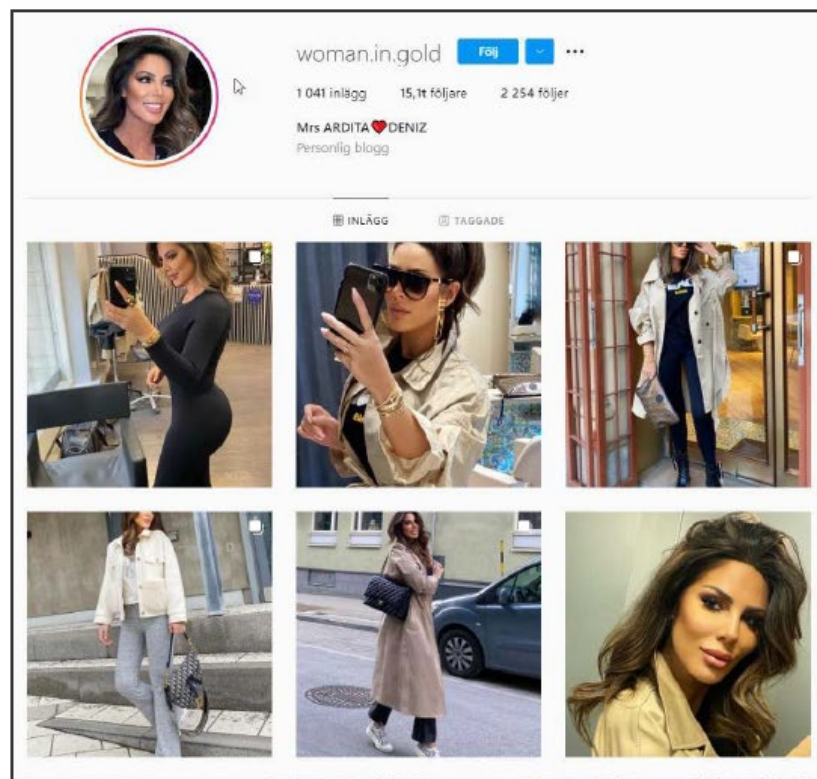 woman.in.gold Följ
1 041 inlägg 15,1t följare 2 254 följer
Mrs ARDITA❤️DENIZ
Personlig blogg
INLÄGG TAGGADE